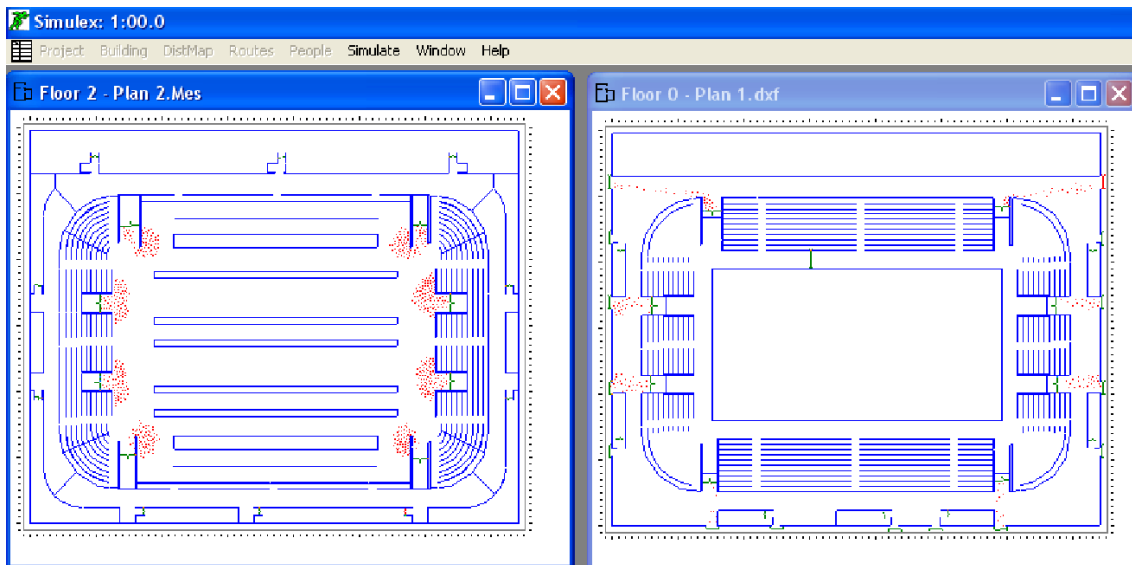 Simulex: 1:00.0
Project Building DistMap Routes People Simulate Window Help
Floor 2 - Plan 2.Mes
Floor 0 - Plan 1.dxf